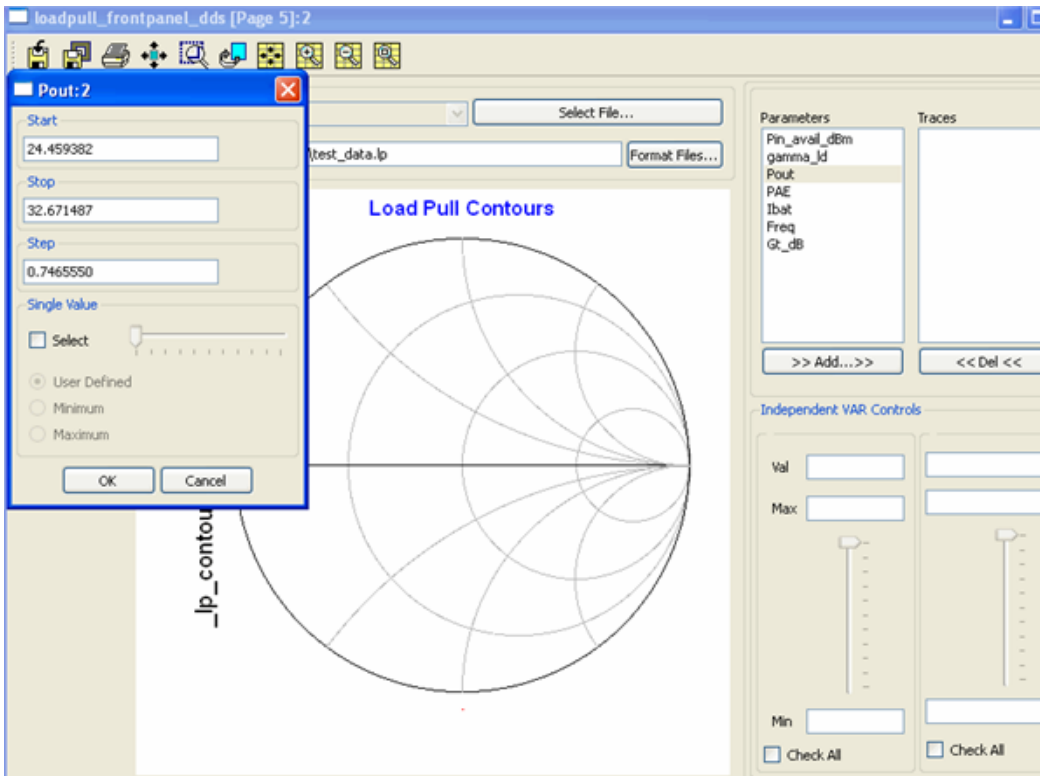 loadpull_frontpanel_dds [Page 5]:2
Pout:2
Start
24.459382
Stop
32.671487
Step
0.7465550
Single Value
Select
User Defined
Minimum
Maximum
OK
Cancel
Select File...
\test_data.lp
Format Files...
Load Pull Contours
_lp_contou
Parameters
Pin_avail_dBm
gamma_ld
Pout
PAE
Ibat
Freq
Gt_dB
>> Add...>>
Traces
<< Del <<
Independent VAR Controls
Val
Max
Min
Check All
Check All